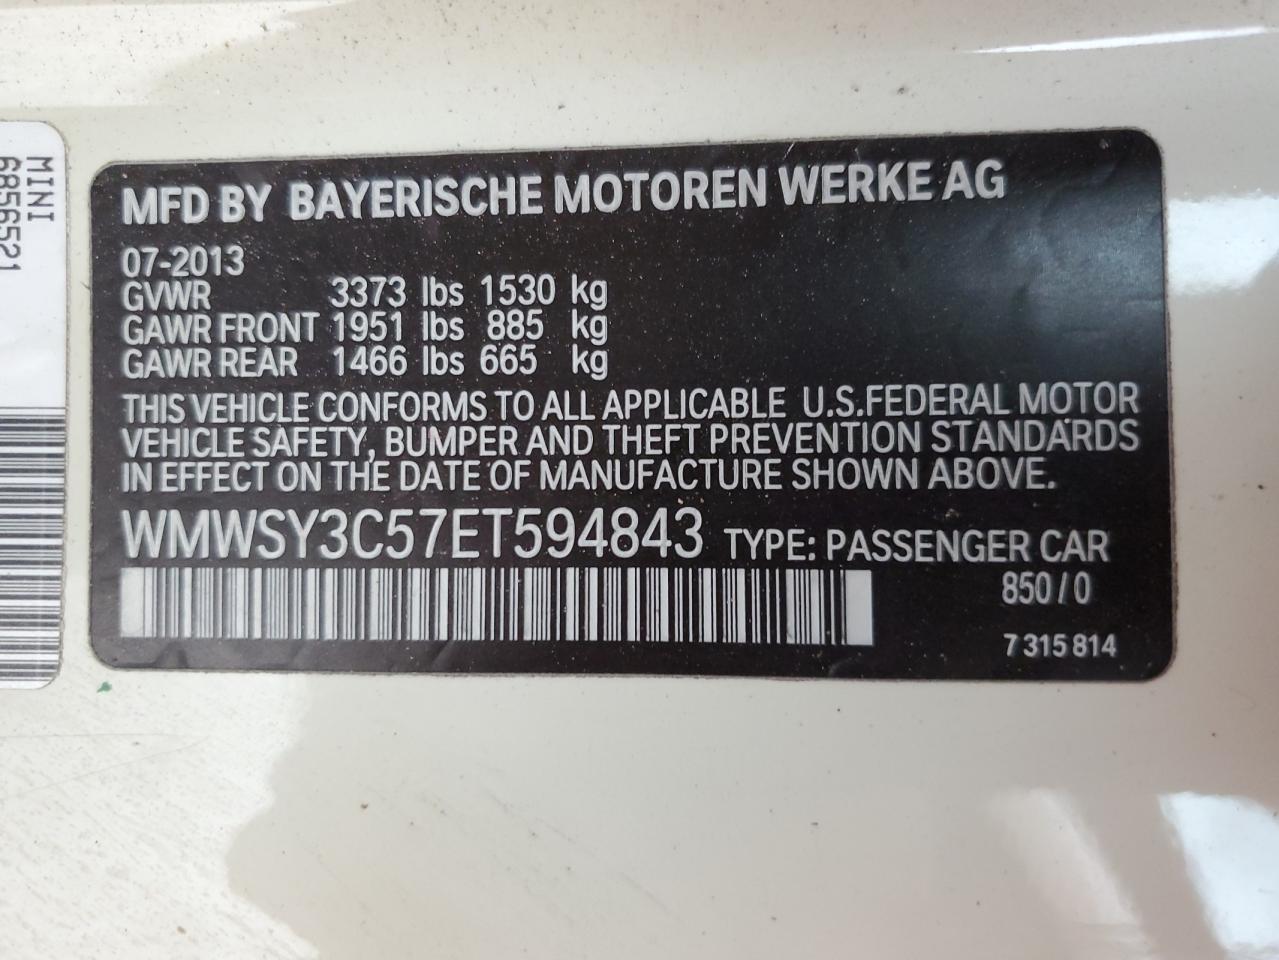 MINI
6856521
MFD BY BAYERISCHE MOTOREN WERKE AG
07-2013
GVWR 3373 lbs 1530 kg
GAWR FRONT 1951 lbs 885 kg
GAWR REAR 1466 lbs 665 kg
THIS VEHICLE CONFORMS TO ALL APPLICABLE U.S.FEDERAL MOTOR
VEHICLE SAFETY, BUMPER AND THEFT PREVENTION STANDARDS
IN EFFECT ON THE DATE OF MANUFACTURE SHOWN ABOVE.
WMWSY3C57ET594843 TYPE: PASSENGER CAR
850/0
7 315 814